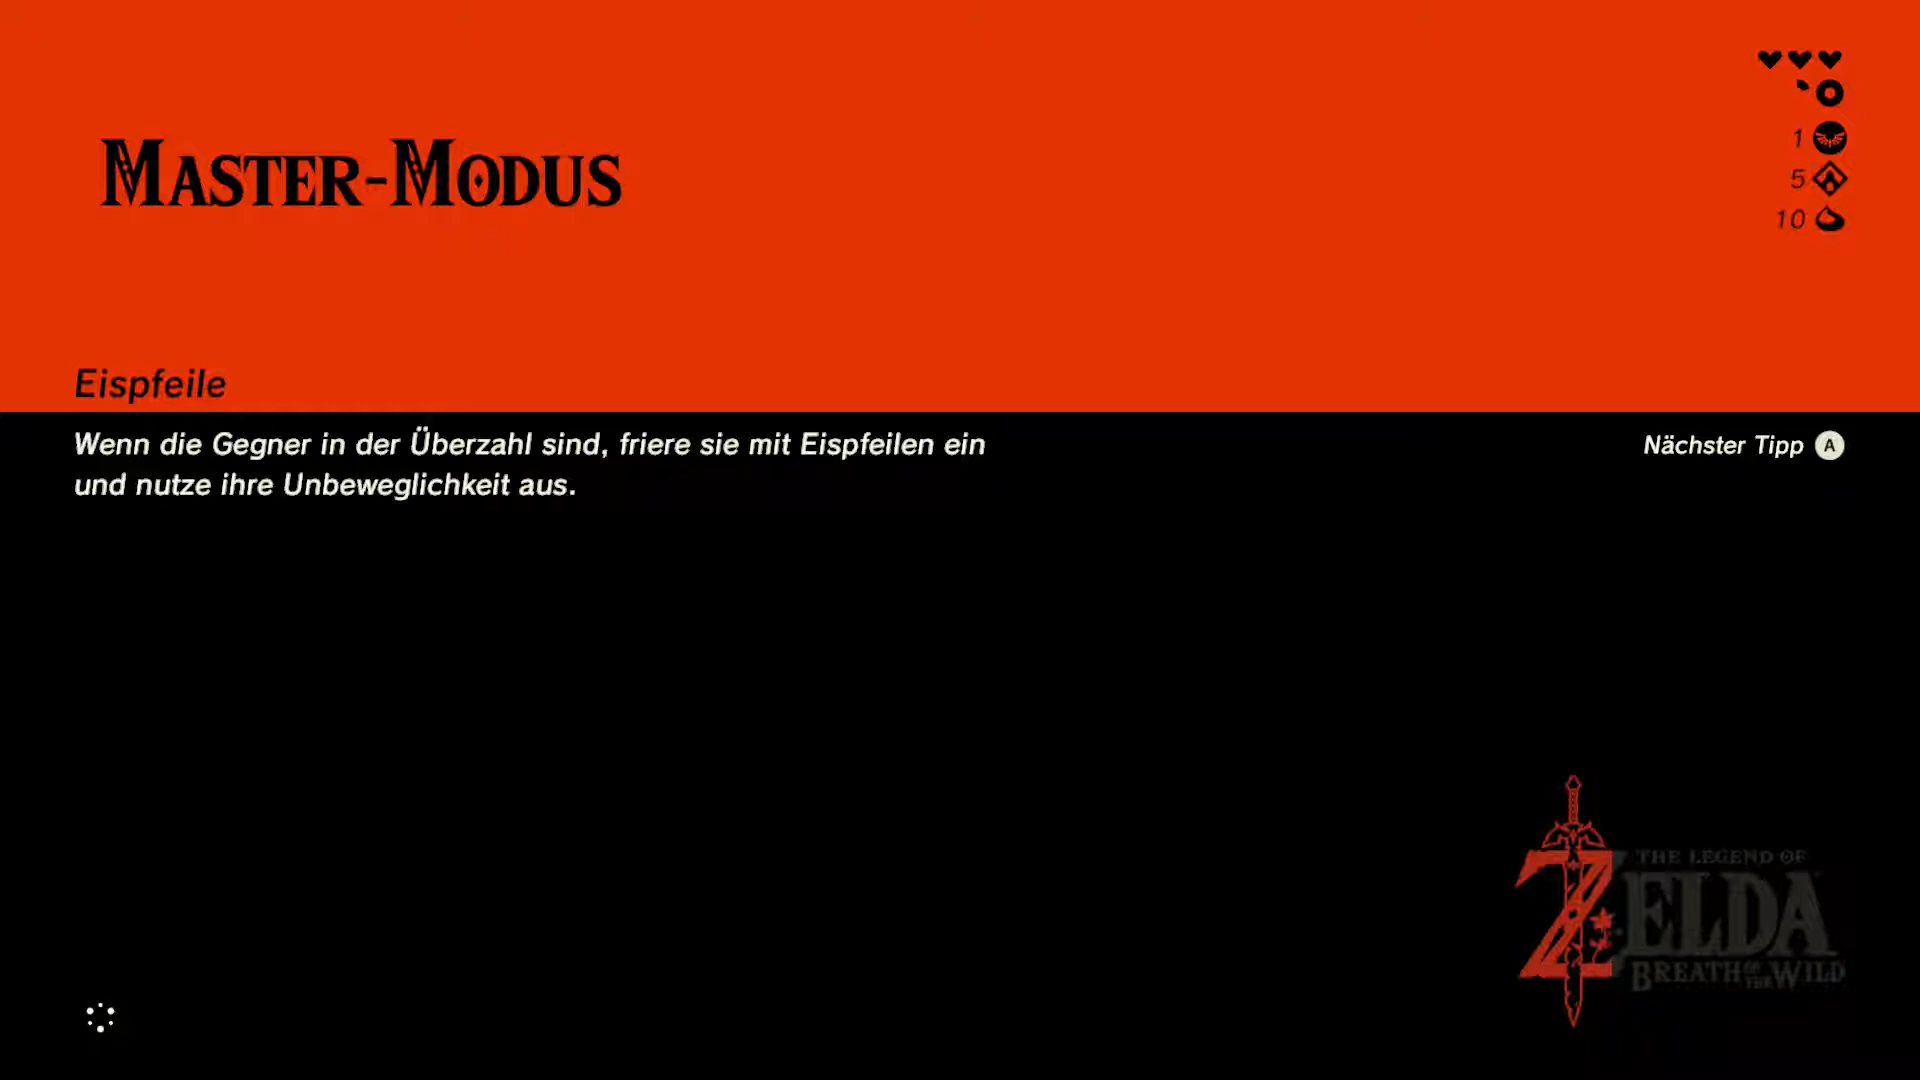 MASTER-MODUS
1
5
10
Eispfeile
Wenn die Gegner in der Überzahl sind, friere sie mit Eispfeilen ein
und nutze ihre Unbeweglichkeit aus.
Nächster Tipp A
THE LEGEND OF
ZELDA
BREATH OF THE WILD